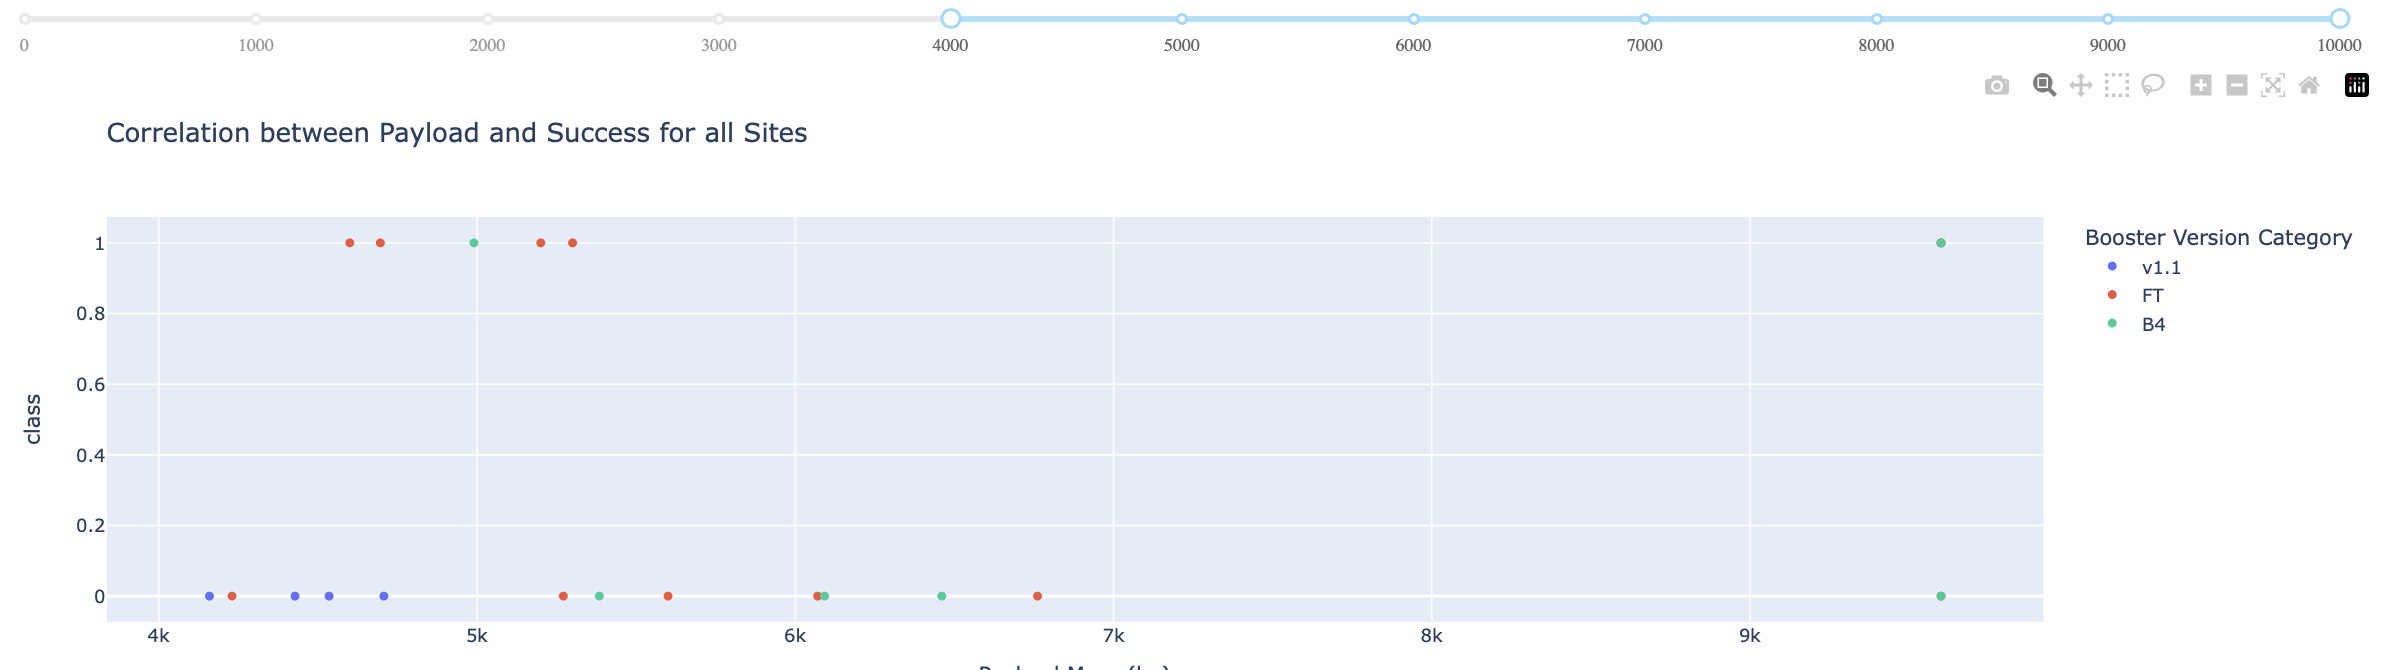 0 1000 2000 3000 4000 5000 6000 7000 8000 9000 10000
Correlation between Payload and Success for all Sites
Booster Version Category
v1.1
FT
B4
class
1
0.8
0.6
0.4
0.2
0
4k 5k 6k 7k 8k 9k